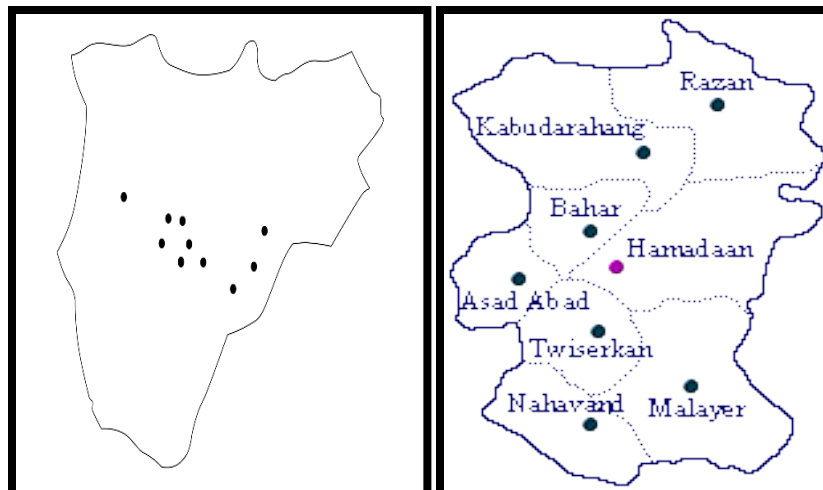 Razan
Kabudarahang
Bahar
Hamadaan
Asad Abad
Twiserkan
Nahavand
Malayer